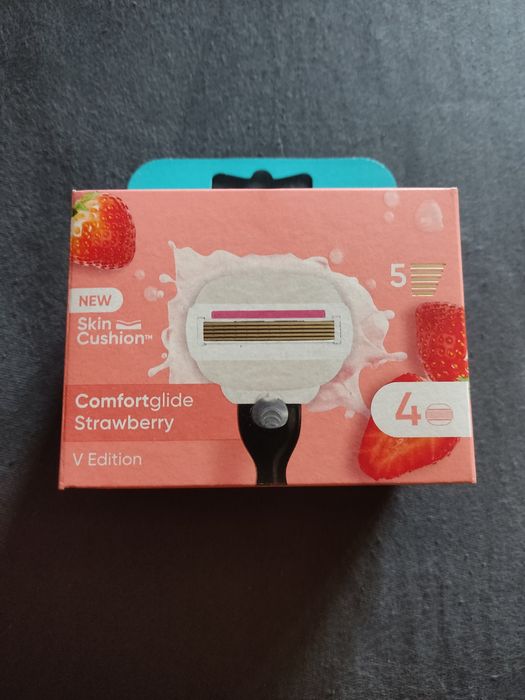 5
NEW
Skin
Cushion™
Comfortglide
Strawberry
4
V Edition